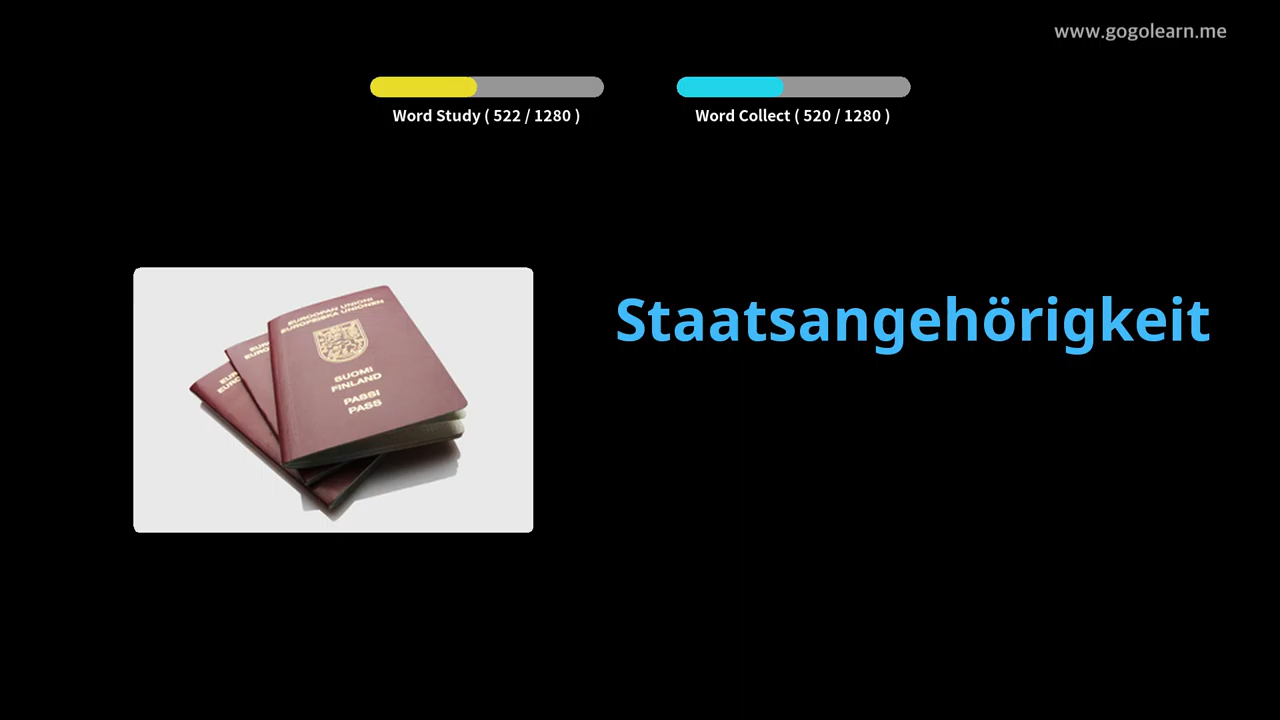 www.gogolearn.me
Word Study ( 522 / 1280 )
Word Collect ( 520 / 1280 )
Staatsangehörigkeit
EUROOPAN UNIONI
EUROPEISKA UNIONEN
SUOMI
FINLAND
PASSI
PASS